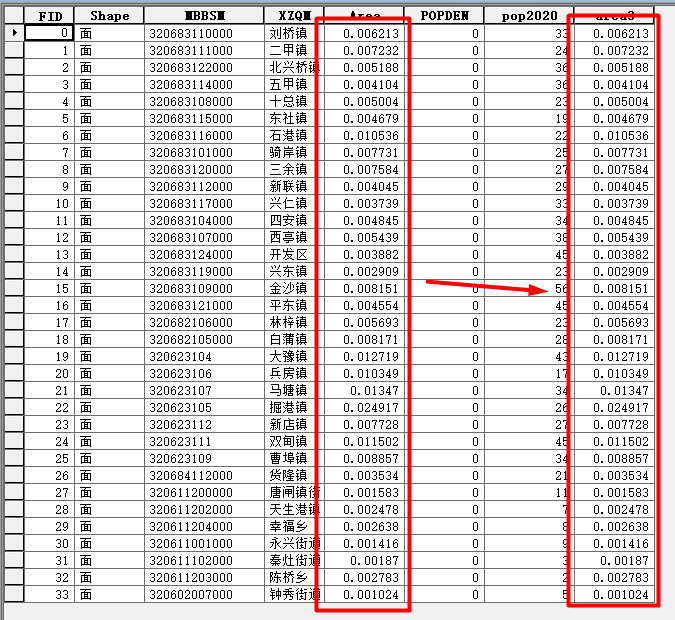 FID Shape MBBSM XZQM Area POPDEN pop2020 area3
0 面 320683110000 刘桥镇 0.006213 0 33 0.006213
1 面 320683111000 二甲镇 0.007232 0 24 0.007232
2 面 320683122000 北兴桥镇 0.005188 0 36 0.005188
3 面 320683114000 五甲镇 0.004104 0 36 0.004104
4 面 320683108000 十总镇 0.005004 0 23 0.005004
5 面 320683115000 东社镇 0.004679 0 19 0.004679
6 面 320683116000 石港镇 0.010536 0 22 0.010536
7 面 320683101000 骑岸镇 0.007731 0 25 0.007731
8 面 320683120000 三余镇 0.007584 0 27 0.007584
9 面 320683112000 新联镇 0.004045 0 29 0.004045
10 面 320683117000 兴仁镇 0.003739 0 33 0.003739
11 面 320683104000 四安镇 0.004845 0 34 0.004845
12 面 320683107000 西亭镇 0.005439 0 38 0.005439
13 面 320683124000 开发区 0.003882 0 45 0.003882
14 面 320683119000 兴东镇 0.002909 0 23 0.002909
15 面 320683109000 金沙镇 0.008151 0 56 0.008151
16 面 320683121000 平东镇 0.004554 0 45 0.004554
17 面 320682106000 林梓镇 0.005693 0 23 0.005693
18 面 320682105000 白蒲镇 0.008171 0 28 0.008171
19 面 320623104 大豫镇 0.012719 0 43 0.012719
20 面 320623106 兵房镇 0.010349 0 17 0.010349
21 面 320623107 马塘镇 0.01347 0 34 0.01347
22 面 320623105 掘港镇 0.024917 0 26 0.024917
23 面 320623112 新店镇 0.007728 0 27 0.007728
24 面 320623111 双甸镇 0.011502 0 45 0.011502
25 面 320623109 曹埠镇 0.008857 0 34 0.008857
26 面 320684112000 货隆镇 0.003534 0 21 0.003534
27 面 320611200000 唐闸镇街 0.001583 0 11 0.001583
28 面 320611202000 天生港镇 0.002478 0 7 0.002478
29 面 320611204000 幸福乡 0.002638 0 8 0.002638
30 面 320611001000 永兴街道 0.001416 0 9 0.001416
31 面 320611102000 秦灶街道 0.00187 0 3 0.00187
32 面 320611203000 陈桥乡 0.002783 0 2 0.002783
33 面 320602007000 钟秀街道 0.001024 0 5 0.001024